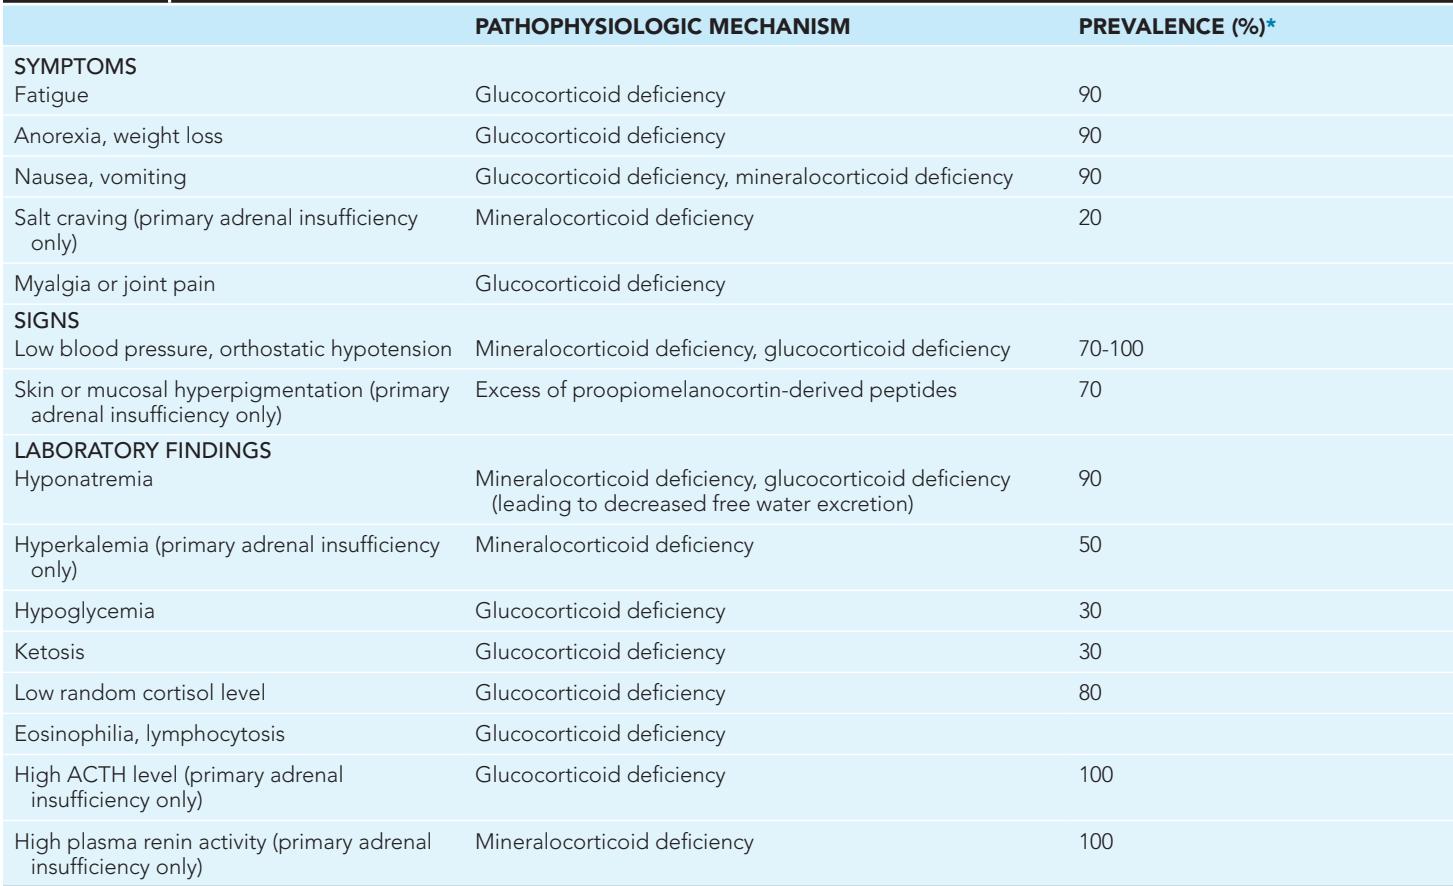 PATHOPHYSIOLOGIC MECHANISM PREVALENCE (%)*
SYMPTOMS
Fatigue Glucocorticoid deficiency 90
Anorexia, weight loss Glucocorticoid deficiency 90
Nausea, vomiting Glucocorticoid deficiency, mineralocorticoid deficiency 90
Salt craving (primary adrenal insufficiency Mineralocorticoid deficiency 20
only)
Myalgia or joint pain Glucocorticoid deficiency
SIGNS
Low blood pressure, orthostatic hypotension Mineralocorticoid deficiency, glucocorticoid deficiency 70-100
Skin or mucosal hyperpigmentation (primary Excess of proopiomelanocortin-derived peptides 70
adrenal insufficiency only)
LABORATORY FINDINGS
Hyponatremia Mineralocorticoid deficiency, glucocorticoid deficiency 90
(leading to decreased free water excretion)
Hyperkalemia (primary adrenal insufficiency Mineralocorticoid deficiency 50
only)
Hypoglycemia Glucocorticoid deficiency 30
Ketosis Glucocorticoid deficiency 30
Low random cortisol level Glucocorticoid deficiency 80
Eosinophilia, lymphocytosis Glucocorticoid deficiency
High ACTH level (primary adrenal Glucocorticoid deficiency 100
insufficiency only)
High plasma renin activity (primary adrenal Mineralocorticoid deficiency 100
insufficiency only)